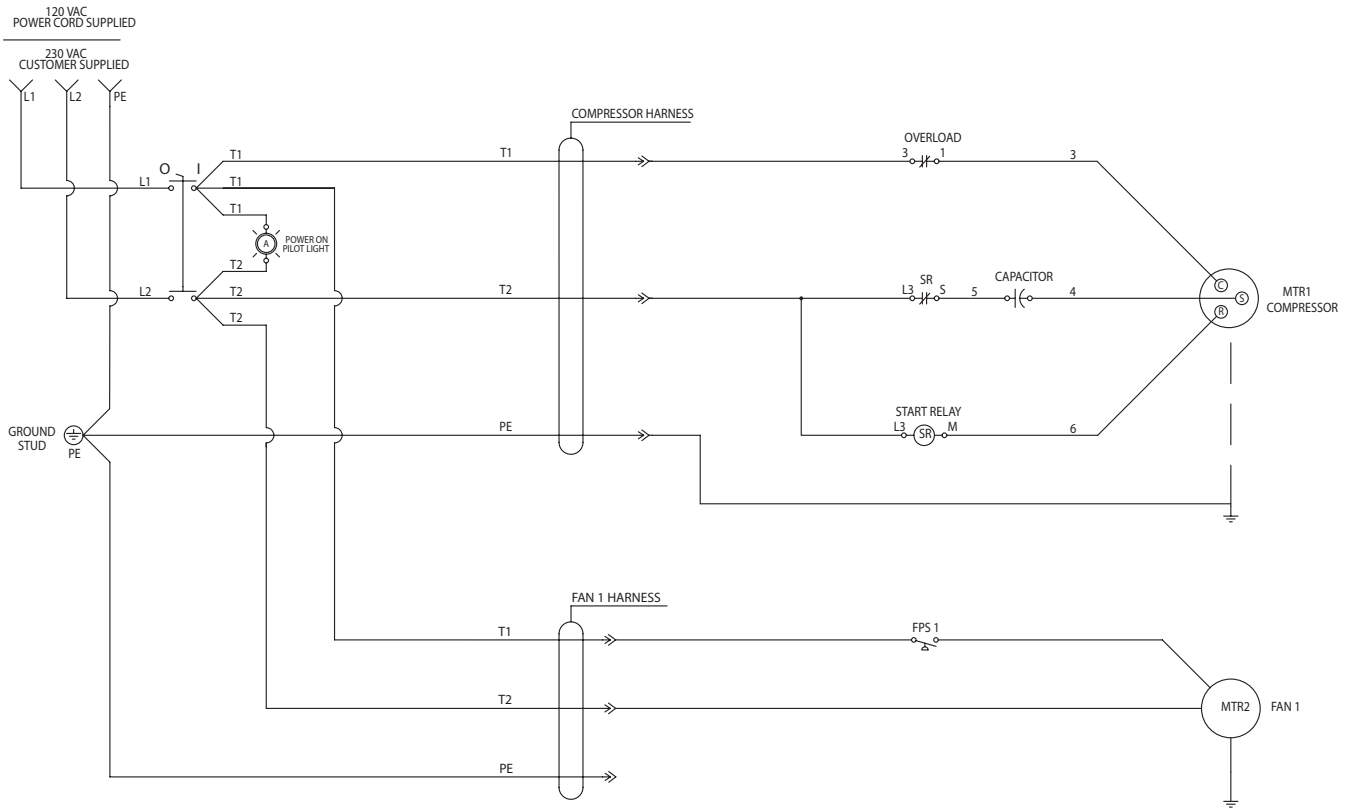 120 VAC
POWER CORD SUPPLIED
230 VAC
CUSTOMER SUPPLIED
L1
L2
PE
COMPRESSOR HARNESS
OVERLOAD
O
I
T1
T1
3
1
3
L1
T1
T1
A
POWER ON
PILOT LIGHT
T2
L2
T2
T2
T2
SR
L3
S
5
CAPACITOR
4
C
S
R
MTR1
COMPRESSOR
GROUND
STUD
PE
PE
START RELAY
L3
SR
M
6
FAN 1 HARNESS
T1
FPS 1
T2
MTR2
FAN 1
PE